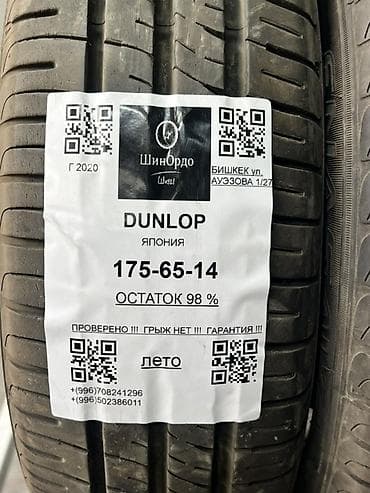 ШинОрдо
Шеш
Г 2020
БИШКЕК ул.
АУЭЗОВА 1/27
DUNLOP
ЯПОНИЯ
175-65-14
ОСТАТОК 98 %
ПРОВЕРЕНО !!! ГРЫЖ НЕТ !!! ГАРАНТИЯ !!!
лето
+(996)708241296
+(996)502386011